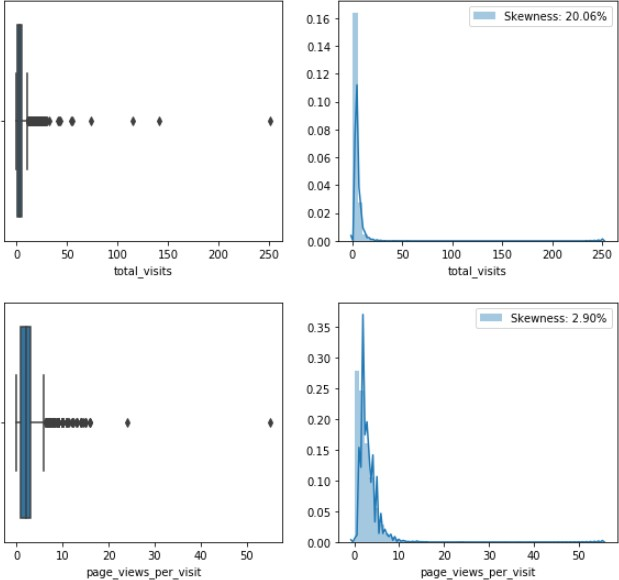 0.16
Skewness: 20.06%
0.14
0.12
0.10
0.08
0.06
0.04
0.02
0.00
0 50 100 150 200 250
total_visits
0 50 100 150 200 250
total_visits
0.35
Skewness: 2.90%
0.30
0.25
0.20
0.15
0.10
0.05
0.00
0 10 20 30 40 50
page_views_per_visit
0 10 20 30 40 50
page_views_per_visit